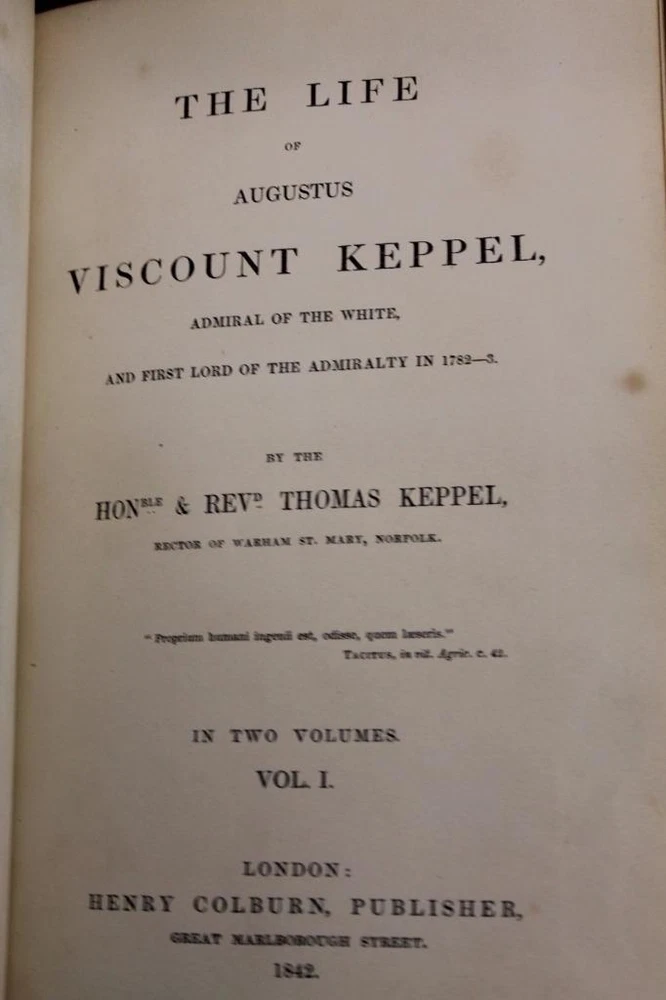 THE LIFE
OF
AUGUSTUS
VISCOUNT KEPPEL,
ADMIRAL OF THE WHITE,
AND FIRST LORD OF THE ADMIRALTY IN 1782—3.
BY THE
HONBLE & REVD THOMAS KEPPEL,
RECTOR OF WARHAM ST. MARY, NORFOLK.
"Proprium humani ingenii est, odisse, quem læseris."
TACITUS, in vit. Agric. c. 42.
IN TWO VOLUMES.
VOL. I.
LONDON:
HENRY COLBURN, PUBLISHER,
GREAT MARLBOROUGH STREET.
1842.